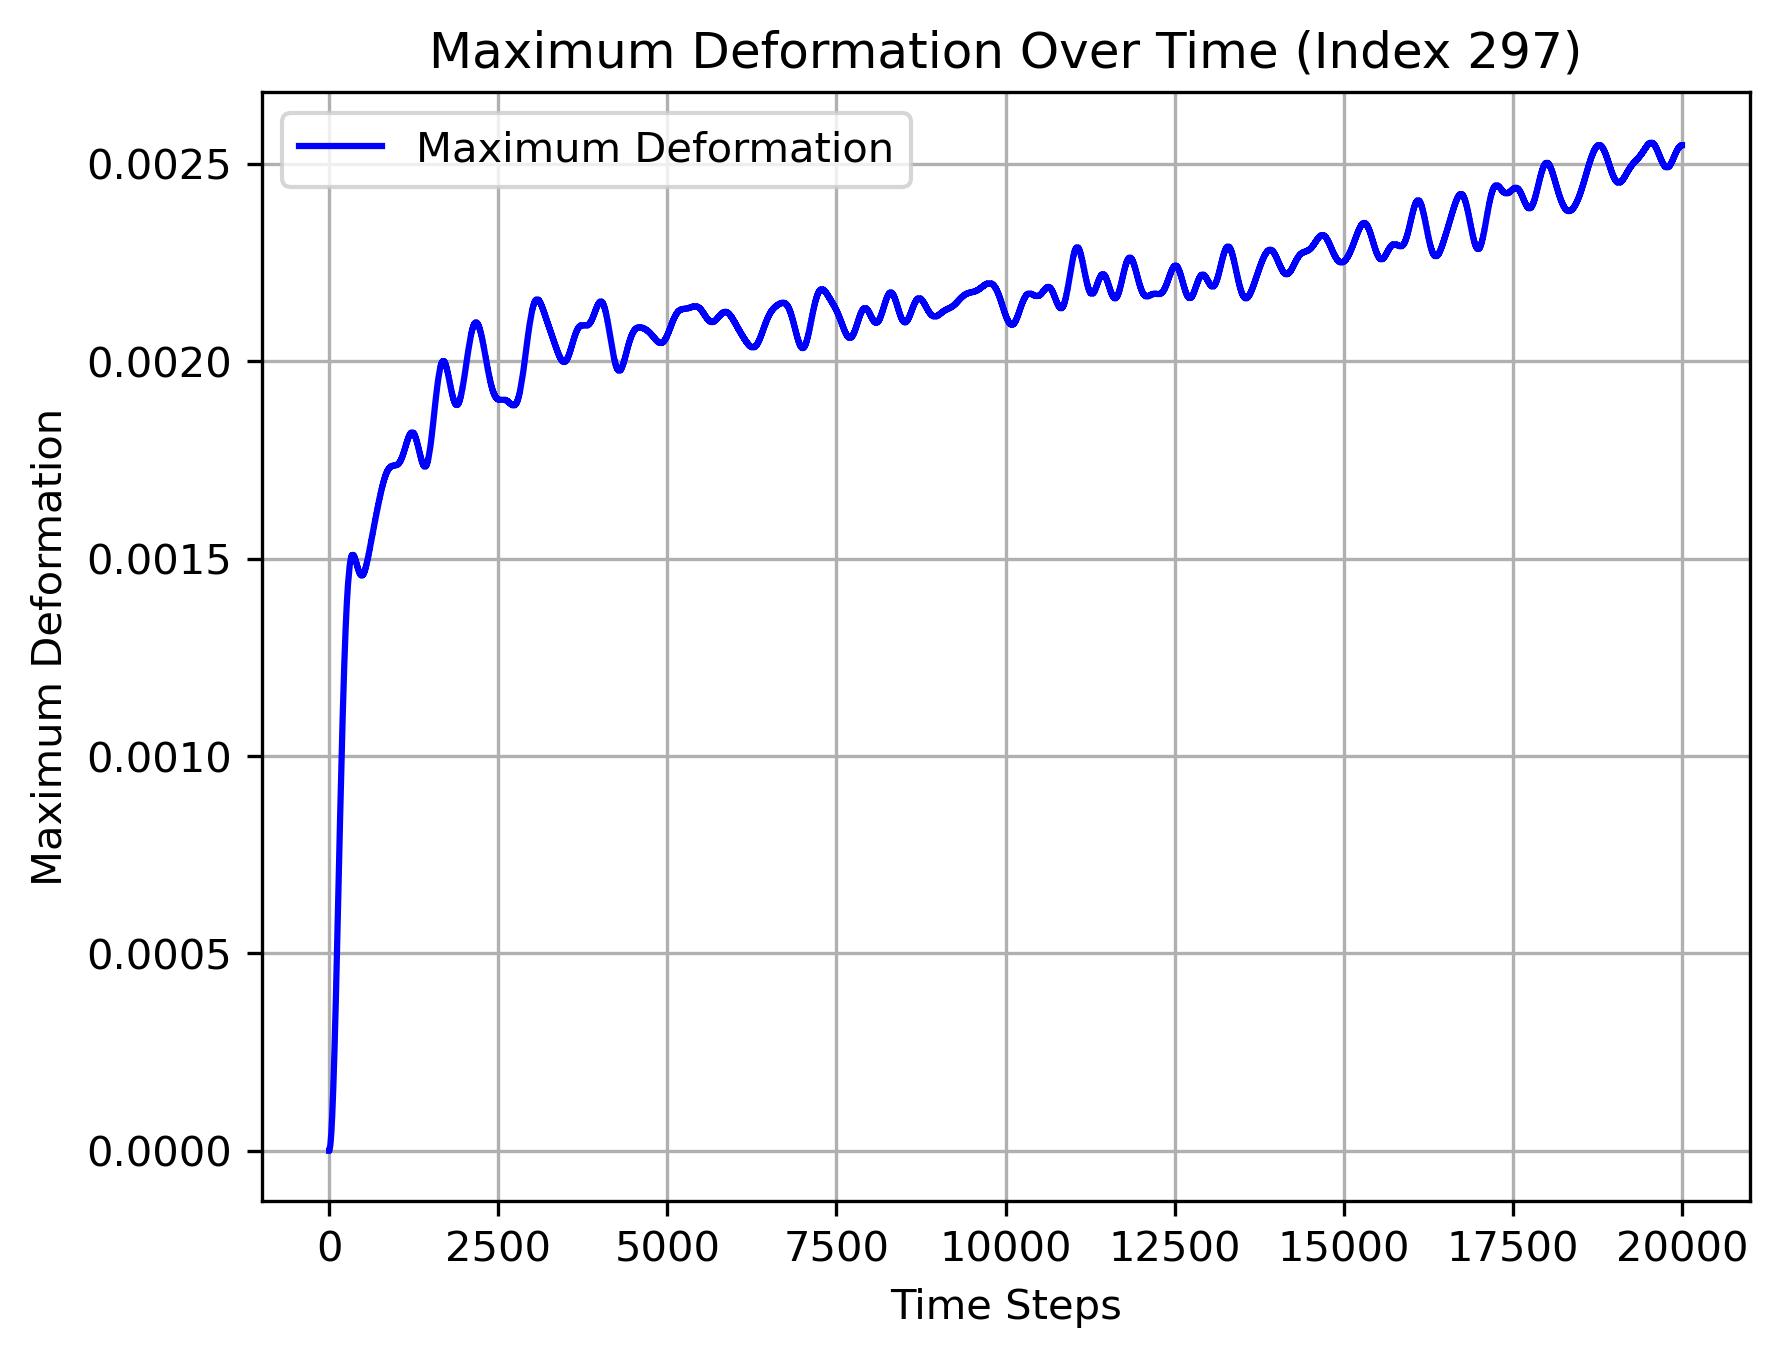 Maximum Deformation Over Time (Index 297)
Maximum Deformation
Maximum Deformation
0.0025
0.0020
0.0015
0.0010
0.0005
0.0000
0 2500 5000 7500 10000 12500 15000 17500 20000
Time Steps